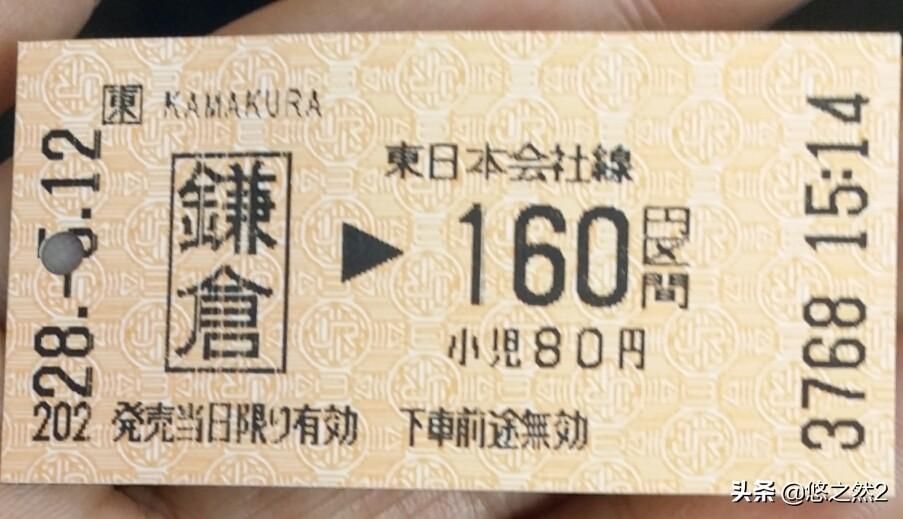 東 KAMAKURA
28.-5.12
鎌倉
▶
東日本会社線
160円区間
小児80円
202 発売当日限り有効 下車前途無効
3768 15:14
头条 @悠之然2